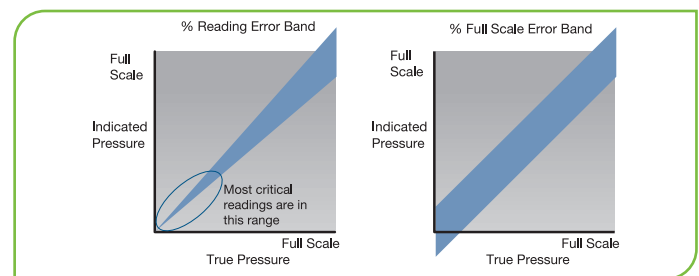 % Reading Error Band
Full
Scale
Indicated
Pressure
Most critical
readings are in
this range
Full Scale
True Pressure
% Full Scale Error Band
Full
Scale
Indicated
Pressure
Full Scale
True Pressure